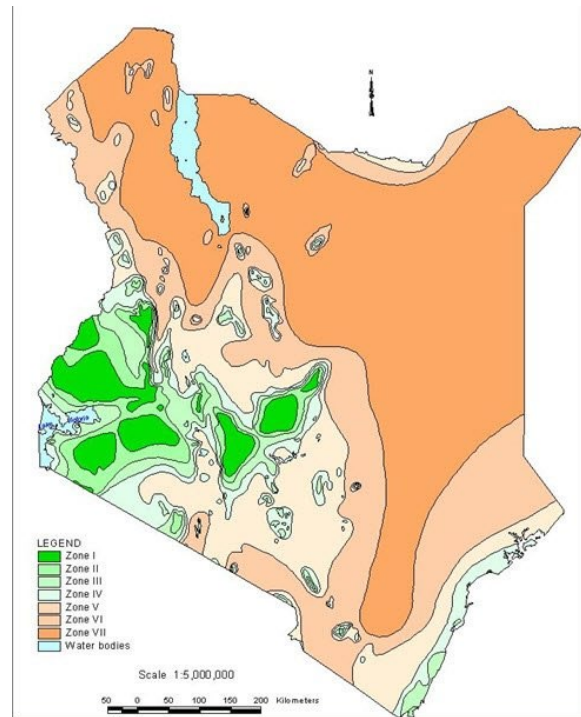 N
LEGEND
Zone I
Zone II
Zone III
Zone IV
Zone V
Zone VI
Zone VII
Water bodies
Scale 1:5,000,000
50 0 50 100 150 200 Kilometers